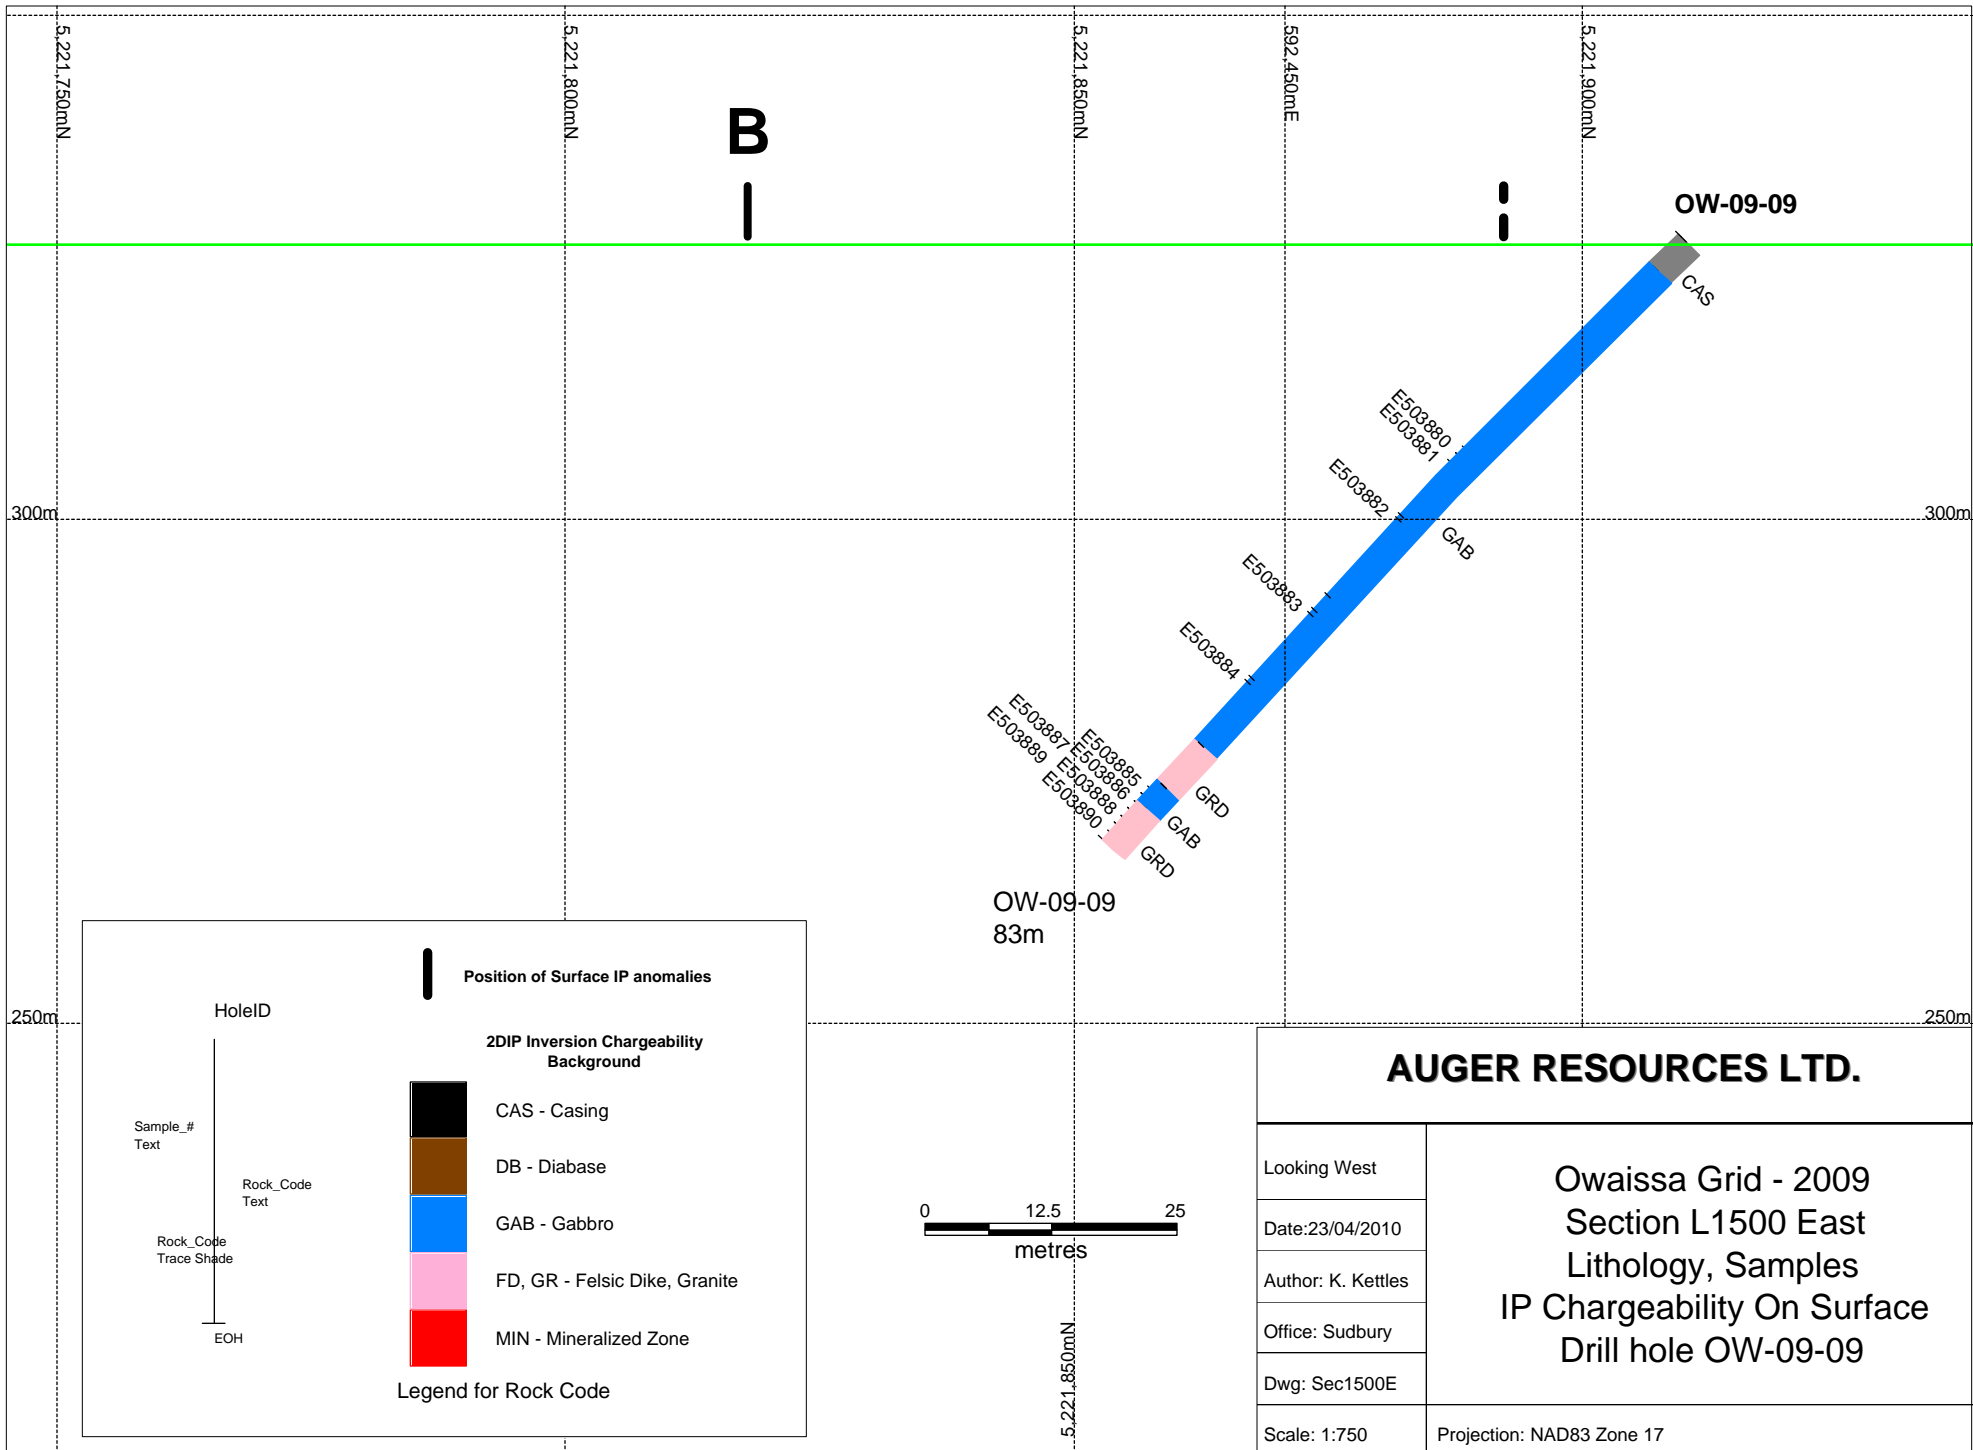 5,221,750mN
5,221,800mN
5,221,850mN
592,450mE
5,221,900mN
B
OW-09-09
CAS
E503880
E503881
E503882
300m
300m
GAB
E503883
E503884
E503885
E503886
E503887
E503888
E503889
E503890
GRD
GAB
GRD
OW-09-09
83m
250m
250m
Position of Surface IP anomalies
HoleID
2DIP Inversion Chargeability
Background
CAS - Casing
Sample_#
Text
DB - Diabase
Rock_Code
Text
GAB - Gabbro
Rock_Code
Trace Shade
FD, GR - Felsic Dike, Granite
EOH
MIN - Mineralized Zone
Legend for Rock Code
0 12.5 25
metres
5,221,850mN
AUGER RESOURCES LTD.
Looking West
Date:23/04/2010
Author: K. Kettles
Office: Sudbury
Dwg: Sec1500E
Scale: 1:750
Owaissa Grid - 2009
Section L1500 East
Lithology, Samples
IP Chargeability On Surface
Drill hole OW-09-09
Projection: NAD83 Zone 17